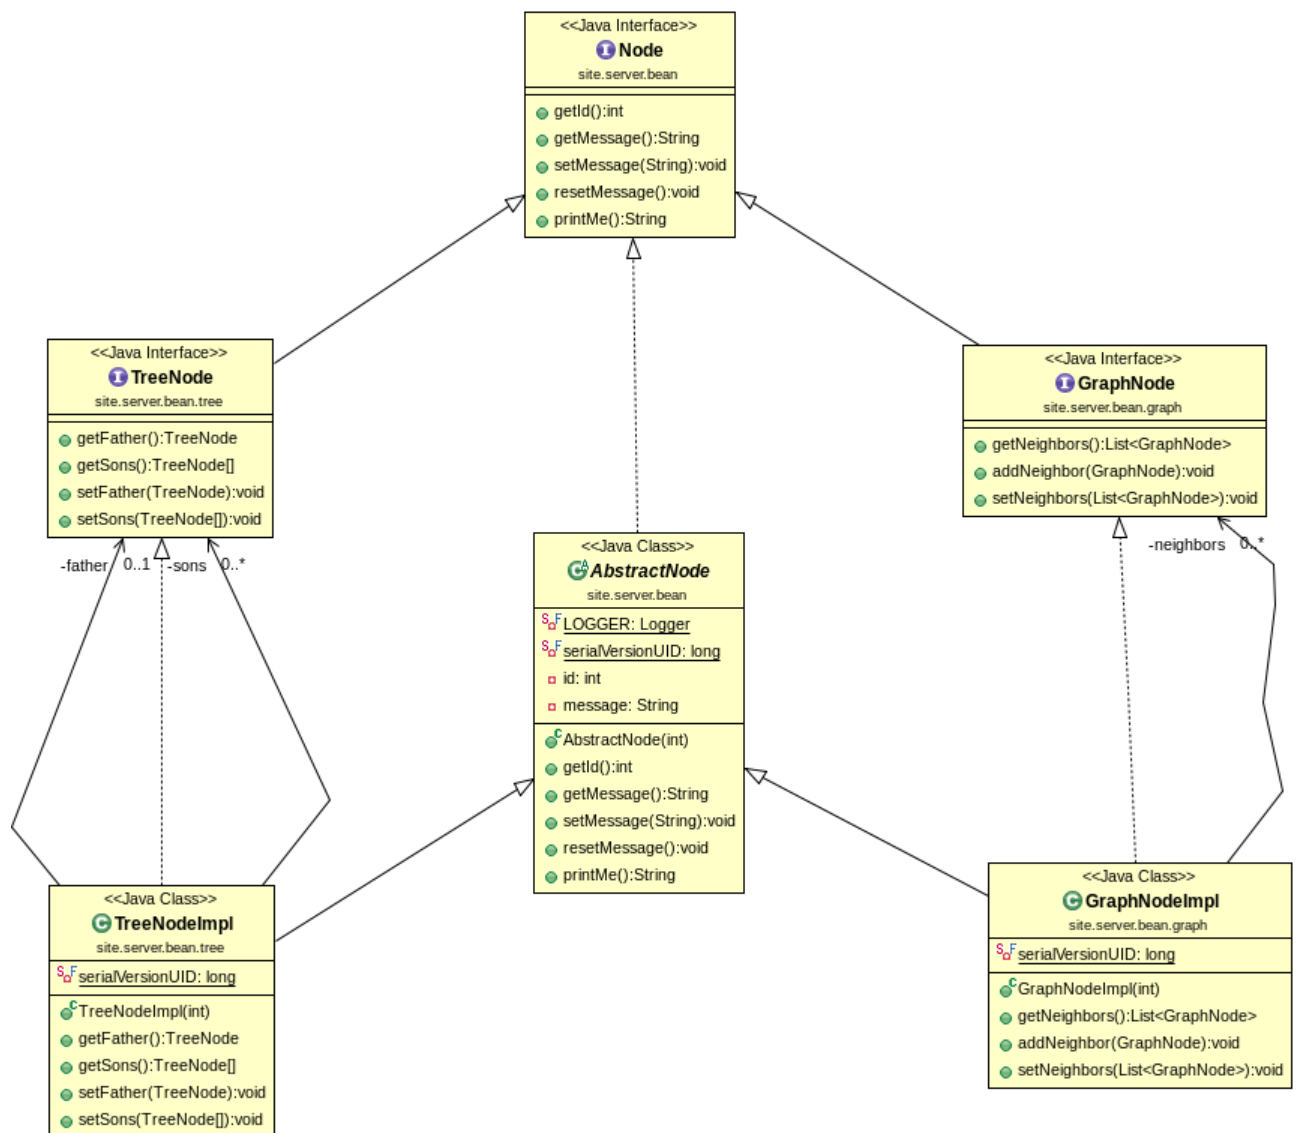 <<Java Interface>>
I Node
site.server.bean
getId():int
getMessage():String
setMessage(String):void
resetMessage():void
printMe():String
<<Java Interface>>
I TreeNode
site.server.bean.tree
getFather():TreeNode
getSons():TreeNode[]
setFather(TreeNode):void
setSons(TreeNode[]):void
<<Java Interface>>
I GraphNode
site.server.bean.graph
getNeighbors():List<GraphNode>
addNeighbor(GraphNode):void
setNeighbors(List<GraphNode>):void
-father 0..1 -sons 0..*
-neighbors 0..*
<<Java Class>>
C A AbstractNode
site.server.bean
S F LOGGER: Logger
S F serialVersionUID: long
id: int
message: String
C AbstractNode(int)
getId():int
getMessage():String
setMessage(String):void
resetMessage():void
printMe():String
<<Java Class>>
C TreeNodeImpl
site.server.bean.tree
S F serialVersionUID: long
C TreeNodeImpl(int)
getFather():TreeNode
getSons():TreeNode[]
setFather(TreeNode):void
setSons(TreeNode[]):void
<<Java Class>>
C GraphNodeImpl
site.server.bean.graph
S F serialVersionUID: long
C GraphNodeImpl(int)
getNeighbors():List<GraphNode>
addNeighbor(GraphNode):void
setNeighbors(List<GraphNode>):void